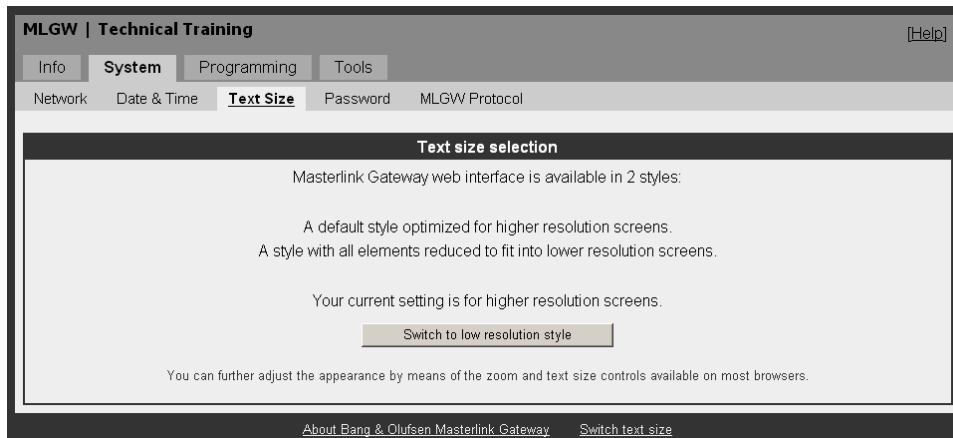 MLGW | Technical Training
[Help]
Info System Programming Tools
Network Date & Time Text Size Password MLGW Protocol
Text size selection
Masterlink Gateway web interface is available in 2 styles:
A default style optimized for higher resolution screens.
A style with all elements reduced to fit into lower resolution screens.
Your current setting is for higher resolution screens.
Switch to low resolution style
You can further adjust the appearance by means of the zoom and text size controls available on most browsers.
About Bang & Olufsen Masterlink Gateway Switch text size